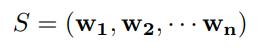 S = (w₁, w₂, ⋯ wₙ)